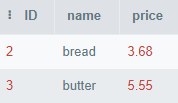 ID name price
2 bread 3.68
3 butter 5.55